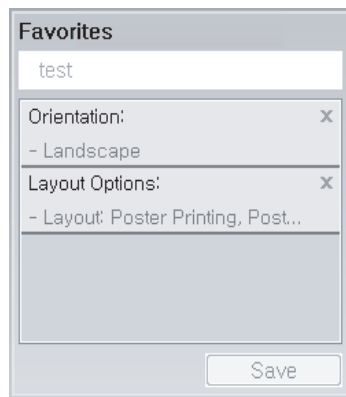 Favorites
test
Orientation: x
- Landscape
Layout Options: x
- Layout: Poster Printing, Post...
Save